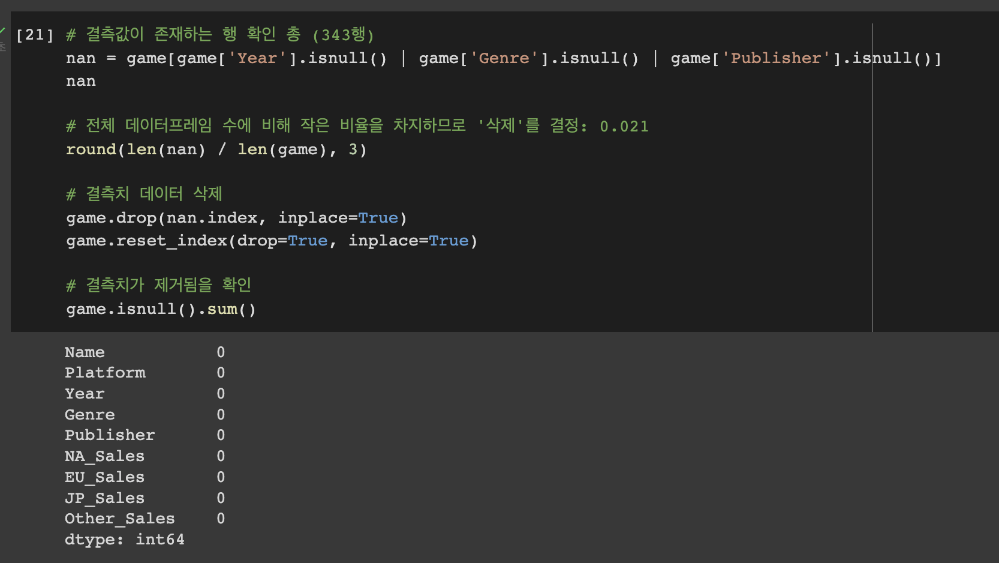 [21] # 결측값이 존재하는 행 확인 총 (343행)
nan = game[game['Year'].isnull() | game['Genre'].isnull() | game['Publisher'].isnull()]
nan
# 전체 데이터프레임 수에 비해 작은 비율을 차지하므로 '삭제'를 결정: 0.021
round(len(nan) / len(game), 3)
# 결측치 데이터 삭제
game.drop(nan.index, inplace=True)
game.reset_index(drop=True, inplace=True)
# 결측치가 제거됨을 확인
game.isnull().sum()
Name 0
Platform 0
Year 0
Genre 0
Publisher 0
NA_Sales 0
EU_Sales 0
JP_Sales 0
Other_Sales 0
dtype: int64